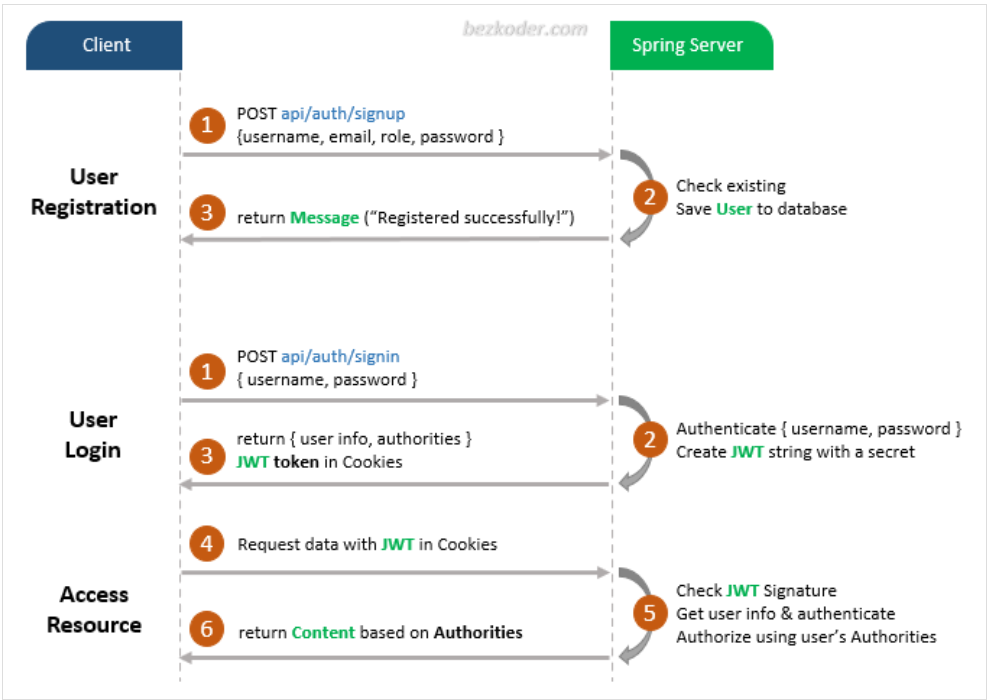 bezkoder.com
Client
Spring Server
User
Registration
1
POST api/auth/signup
{username, email, role, password }
2
Check existing
Save User to database
3
return Message (“Registered successfully!”)
User
Login
1
POST api/auth/signin
{ username, password }
2
Authenticate { username, password }
Create JWT string with a secret
3
return { user info, authorities }
JWT token in Cookies
Access
Resource
4
Request data with JWT in Cookies
5
Check JWT Signature
Get user info & authenticate
Authorize using user’s Authorities
6
return Content based on Authorities